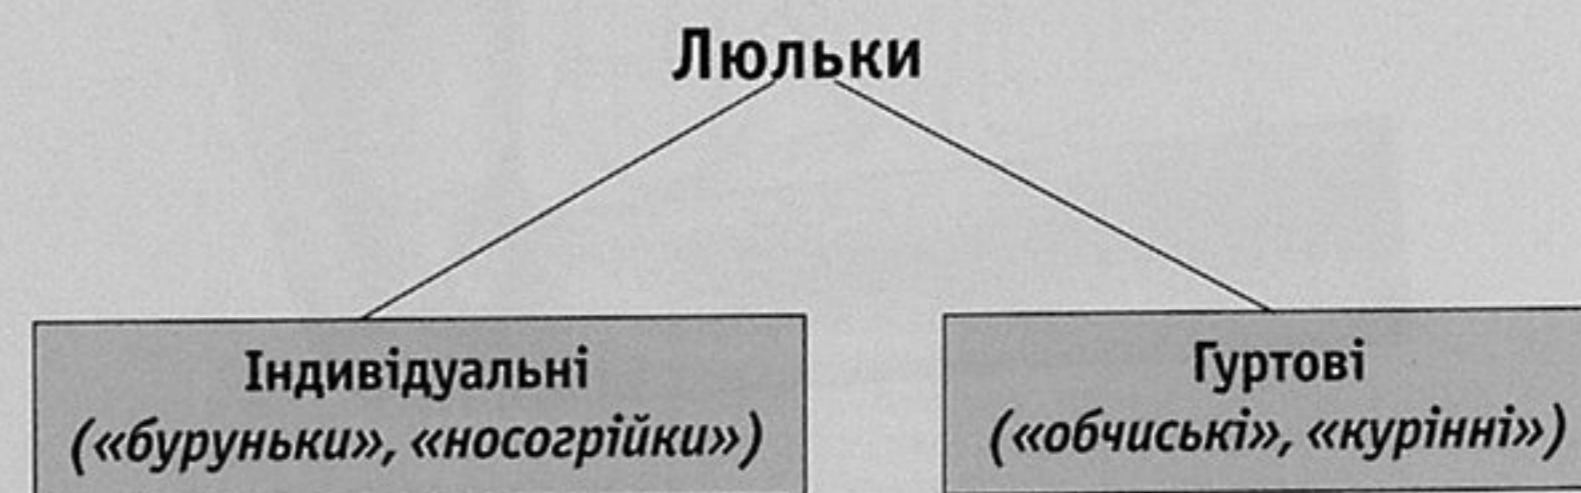 Люльки
Індивідуальні
(«буруньки», «носогрійки»)
Гуртові
(«обчиські», «курінні»)